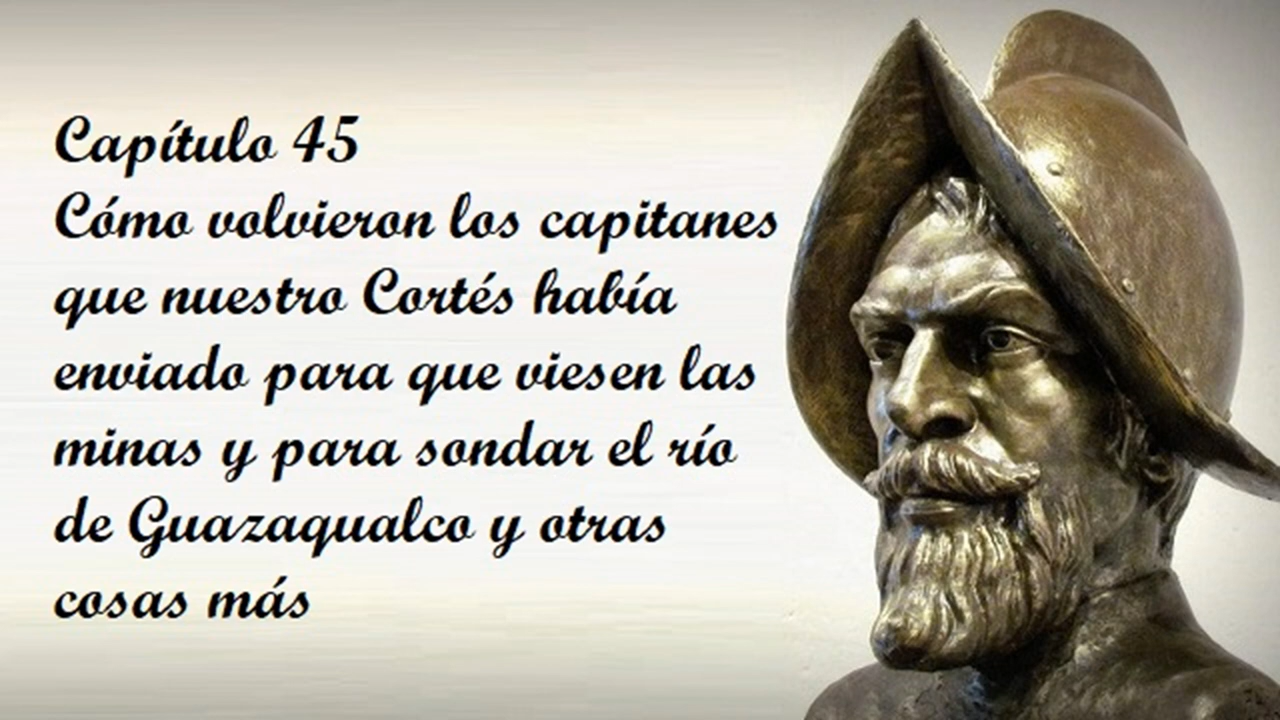 Capítulo 45
Cómo volvieron los capitanes
que nuestro Cortés había
enviado para que viesen las
minas y para sondar el río
de Guazaqualco y otras
cosas más